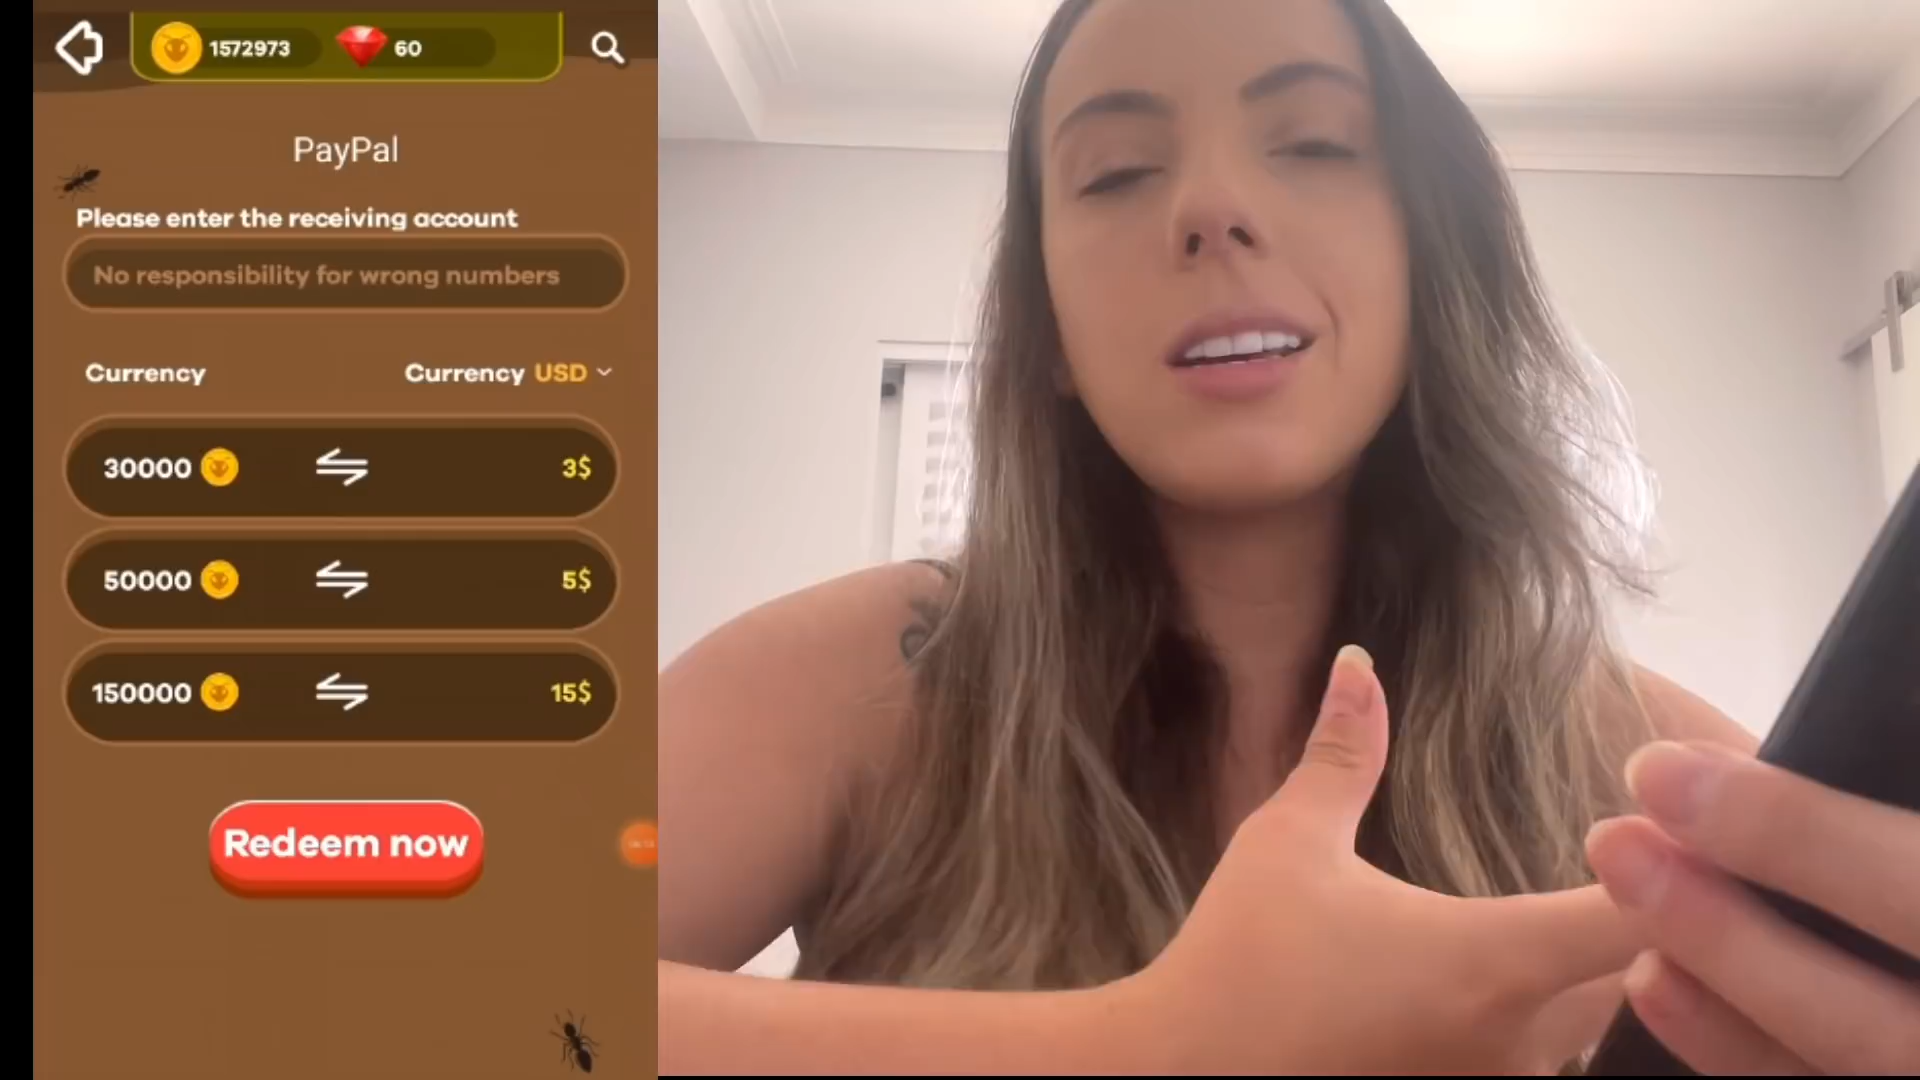 1572973 60
PayPal
Please enter the receiving account
No responsibility for wrong numbers
Currency Currency USD
30000 3$
50000 5$
150000 15$
Redeem now